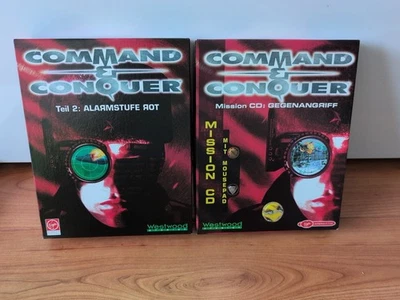 COMMAND
&
CONQUER
Teil 2: ALARMSTUFE ROT
Westwood
COMMAND
&
CONQUER
Mission CD: GEGENANGRIFF
MISSION CD
MIT MOUSEPAD
Westwood